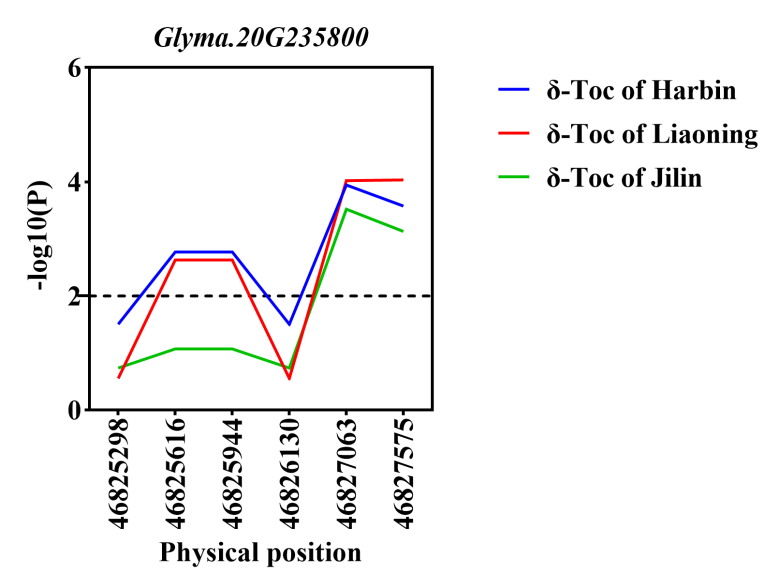 Glyma.20G235800
6
4
2
0
-log10(P)
46825298
46825616
46825944
46826130
46827063
46827575
Physical position
δ-Toc of Harbin
δ-Toc of Liaoning
δ-Toc of Jilin